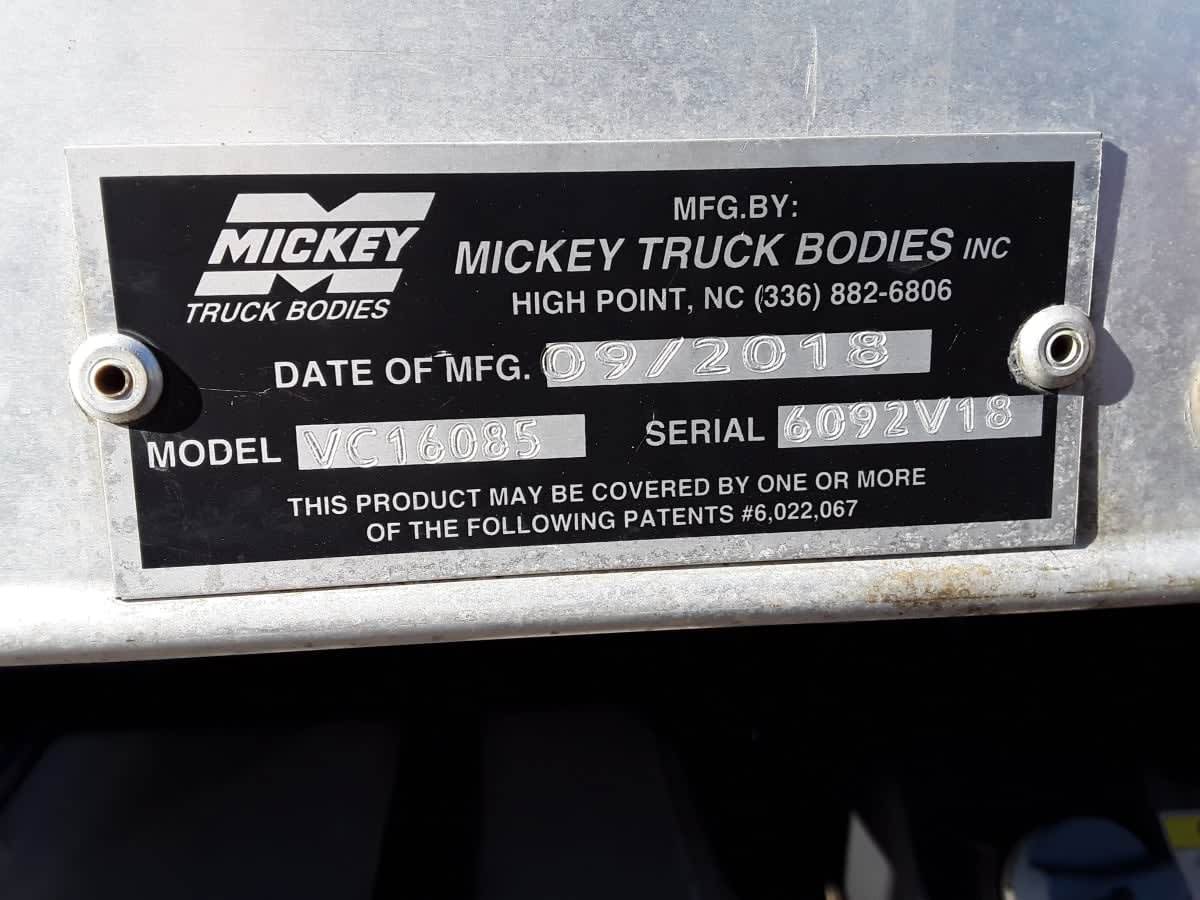 MICKEY
TRUCK BODIES
MFG.BY:
MICKEY TRUCK BODIES INC
HIGH POINT, NC (336) 882-6806
DATE OF MFG. 09/2018
MODEL VC16085 SERIAL 6092V18
THIS PRODUCT MAY BE COVERED BY ONE OR MORE
OF THE FOLLOWING PATENTS #6,022,067